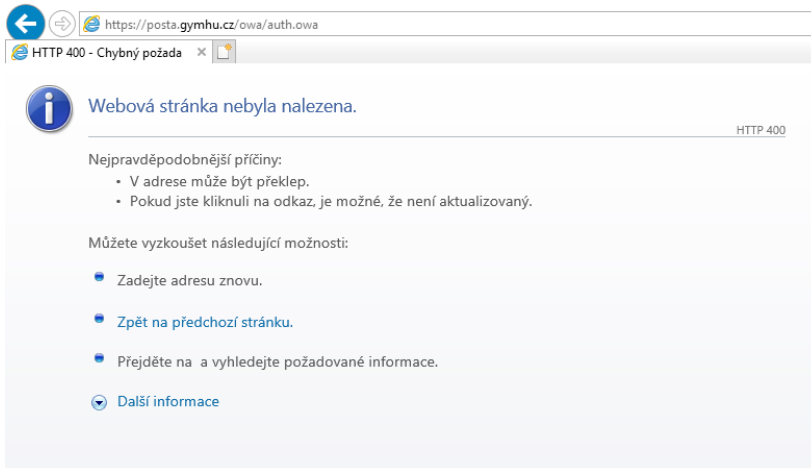 https://posta.gymhu.cz/owa/auth.owa
HTTP 400 - Chybný požada
Webová stránka nebyla nalezena.
HTTP 400
Nejpravděpodobnější příčiny:
• V adrese může být překlep.
• Pokud jste kliknuli na odkaz, je možné, že není aktualizovaný.
Můžete vyzkoušet následující možnosti:
Zadejte adresu znovu.
Zpět na předchozí stránku.
Přejděte na  a vyhledejte požadované informace.
Další informace